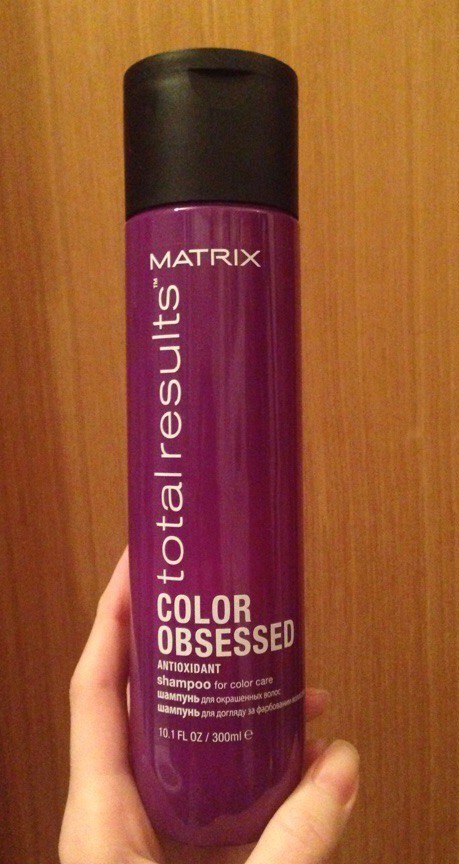 MATRIX
total results™
COLOR
OBSESSED
ANTIOXIDANT
shampoo for color care
шампунь для окрашенных волос
шампунь для догляду за фарбованим
10.1 FL OZ / 300ml ℮